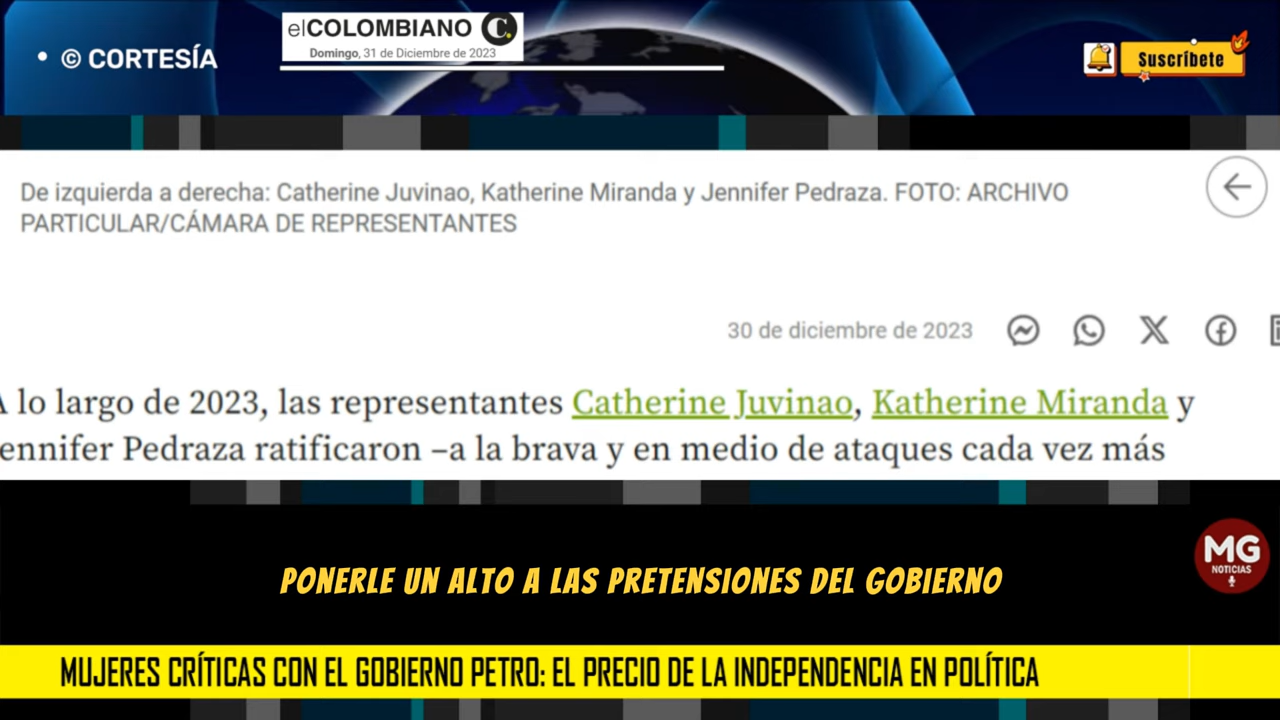 • © CORTESÍA
elCOLOMBIANO C.
Domingo, 31 de Diciembre de 2023
Suscríbete
De izquierda a derecha: Catherine Juvinao, Katherine Miranda y Jennifer Pedraza. FOTO: ARCHIVO
PARTICULAR/CÁMARA DE REPRESENTANTES
30 de diciembre de 2023
A lo largo de 2023, las representantes Catherine Juvinao, Katherine Miranda y
ennifer Pedraza ratificaron –a la brava y en medio de ataques cada vez más
MG
NOTICIAS
PONERLE UN ALTO A LAS PRETENSIONES DEL GOBIERNO
MUJERES CRÍTICAS CON EL GOBIERNO PETRO: EL PRECIO DE LA INDEPENDENCIA EN POLÍTICA